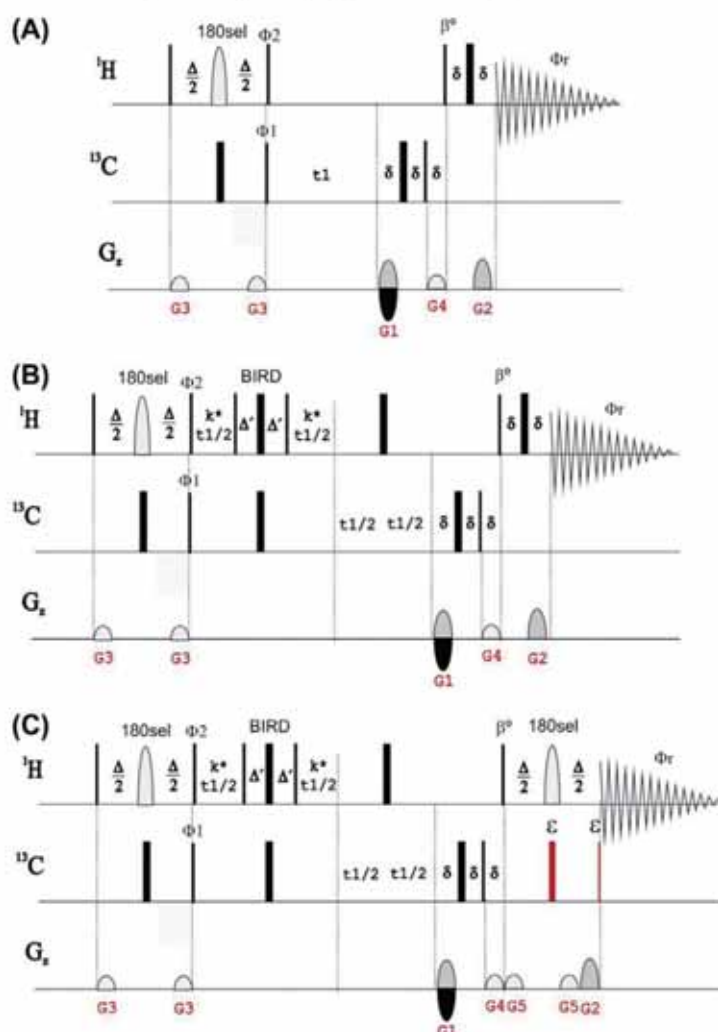 (A)
180sel
Φ2
β°
Φr
¹H
Δ/2 Δ/2
δ δ
Φ1
¹³C
t1
δ δ δ
Gz
G3 G3 G1 G4 G2
(B)
180sel
Φ2
BIRD
β°
Φr
¹H
Δ/2 Δ/2
k* t1/2
Δ′ Δ′
k* t1/2
δ δ
Φ1
¹³C
t1/2 t1/2
δ δ δ
Gz
G3 G3 G1 G4 G2
(C)
180sel
Φ2
BIRD
β°
180sel
Φr
¹H
Δ/2 Δ/2
k* t1/2
Δ′ Δ′
k* t1/2
Δ/2 Δ/2
Φ1
ε ε
¹³C
t1/2 t1/2
δ δ δ
Gz
G3 G3 G1 G4 G5 G5 G2